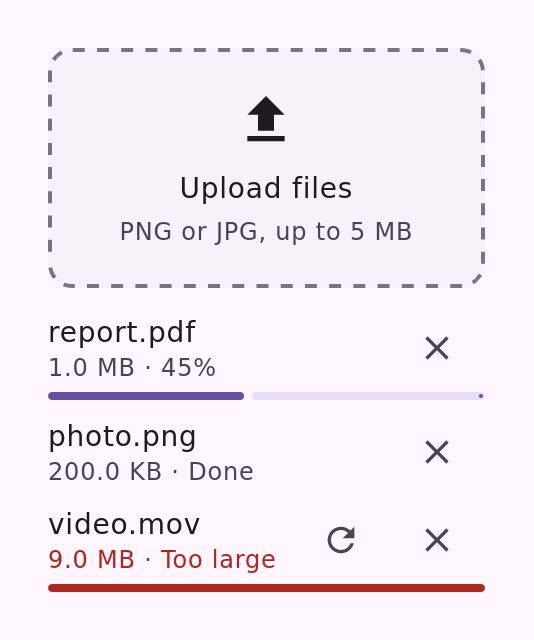 Upload files
PNG or JPG, up to 5 MB
report.pdf
1.0 MB · 45%
photo.png
200.0 KB · Done
video.mov
9.0 MB · Too large